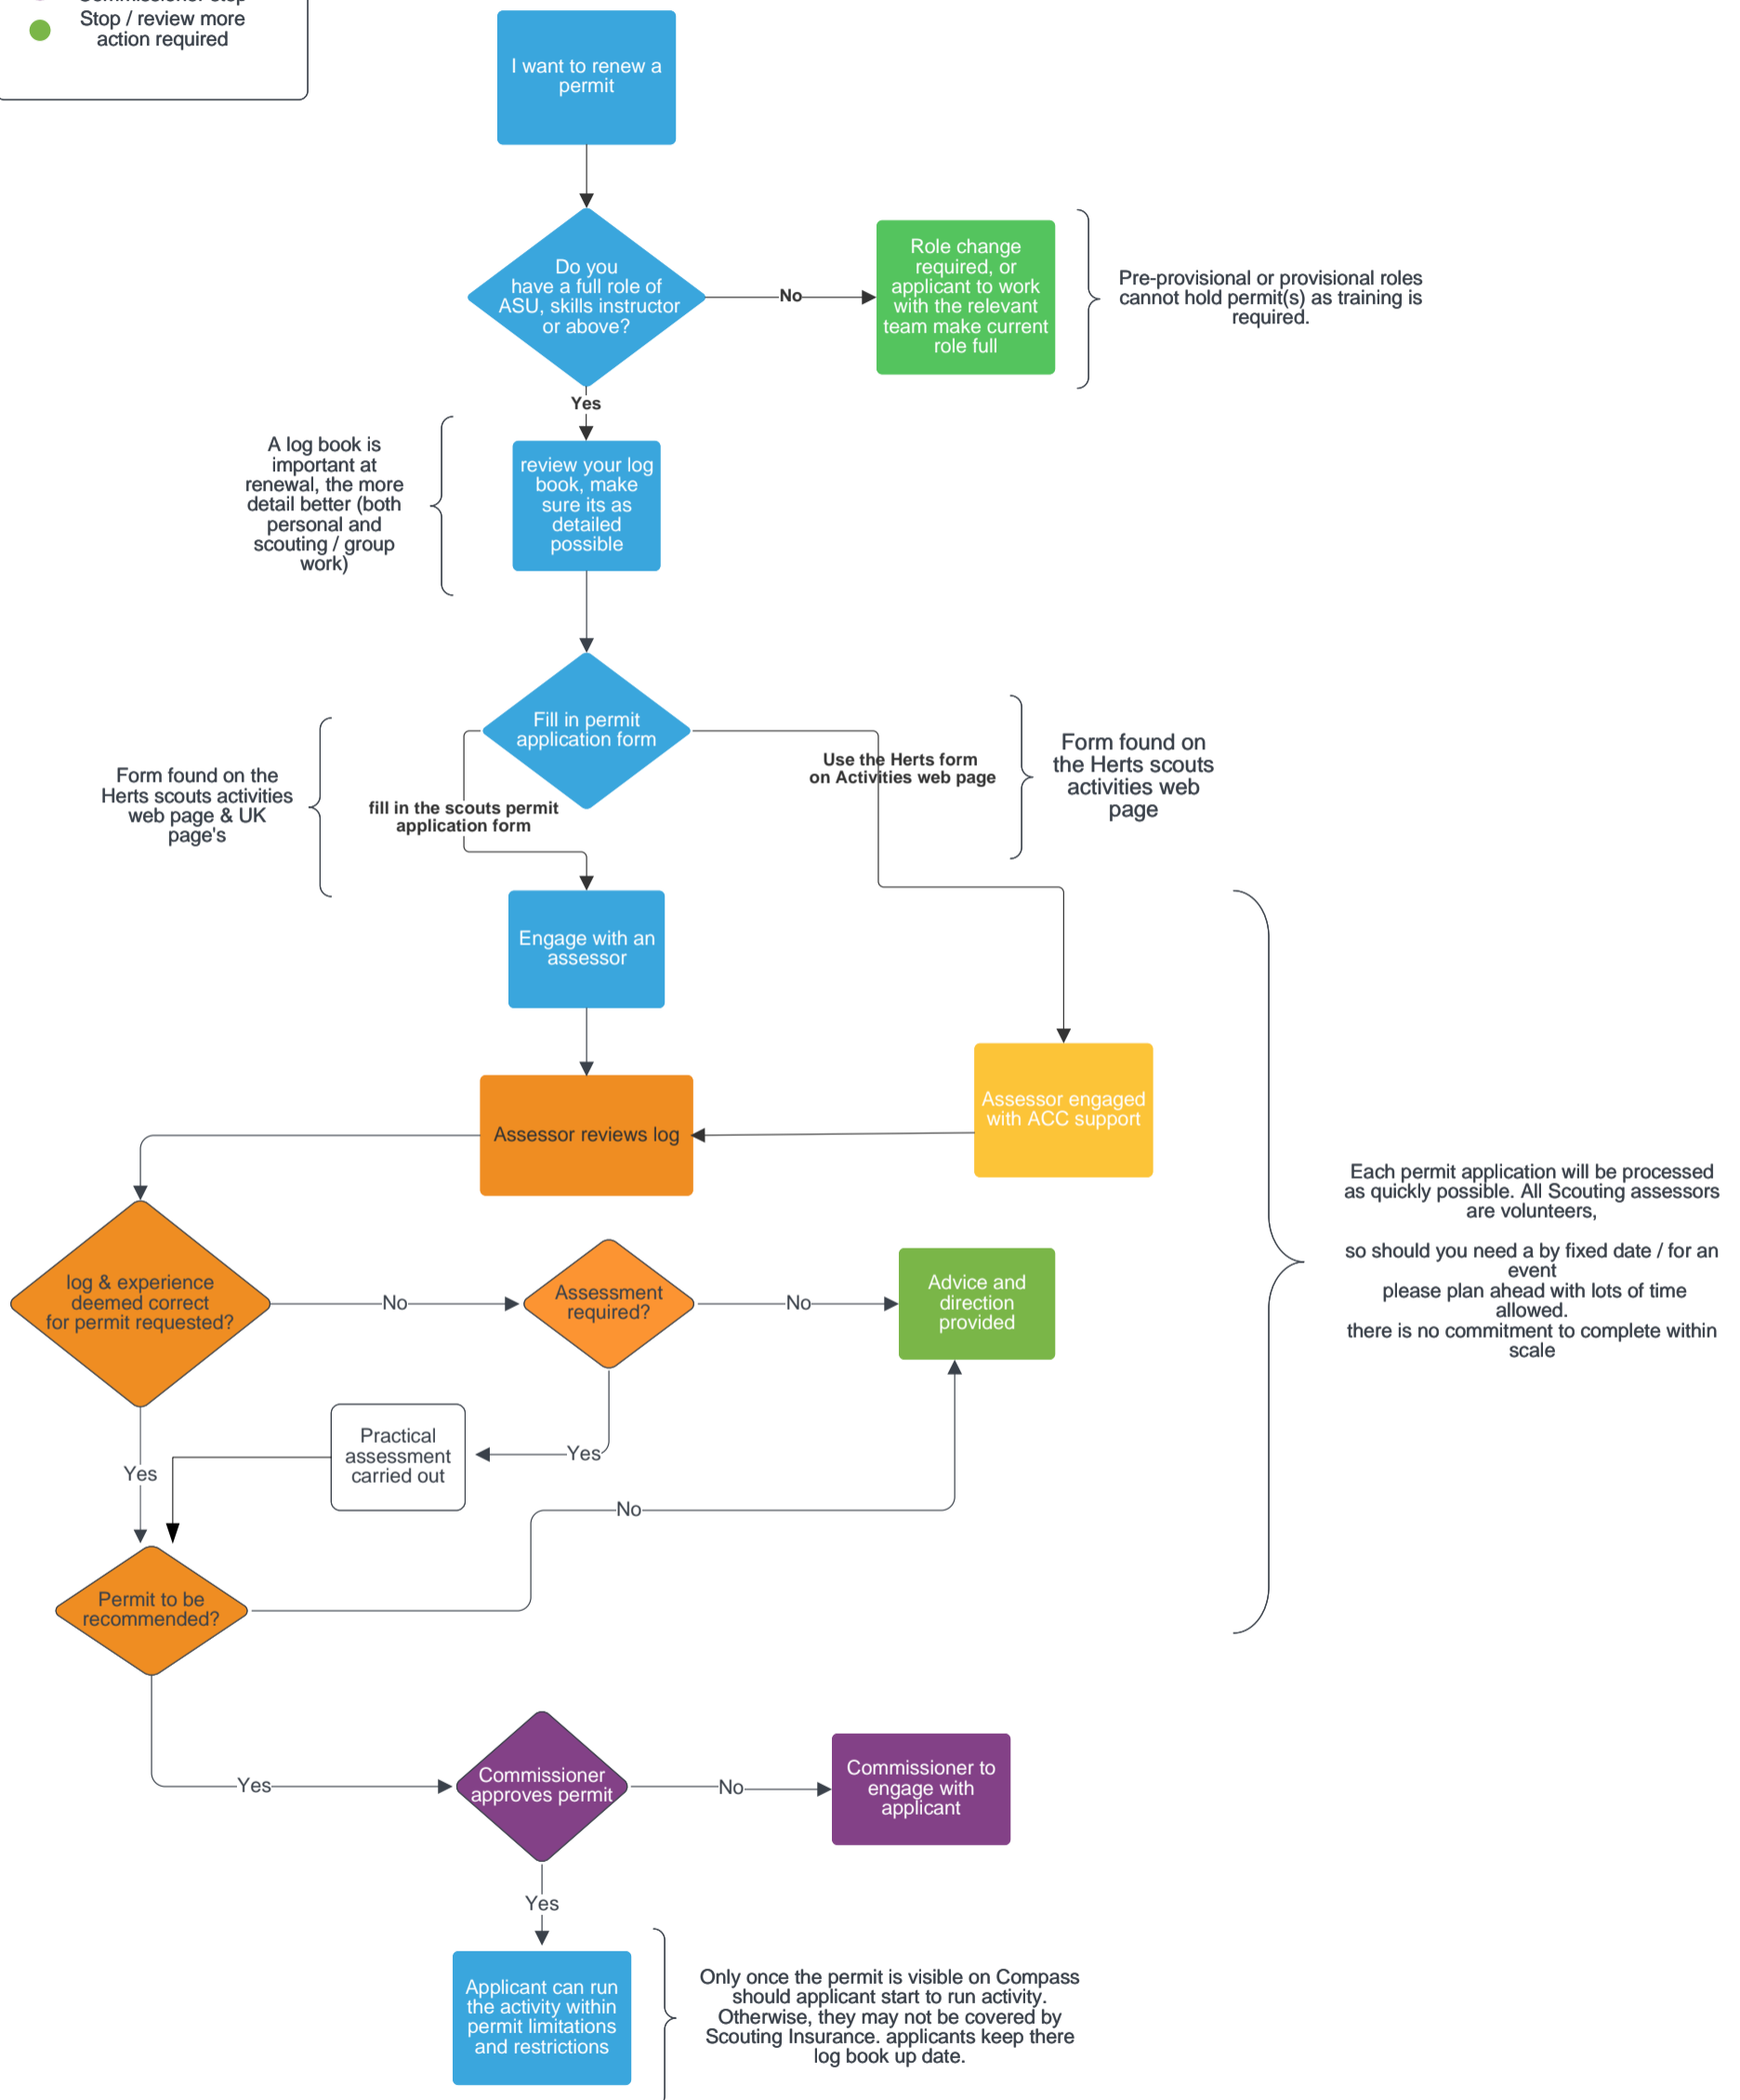 Stop / review more
action required
I want to renew a
permit
Do you
have a full role of
ASU, skills instructor
or above?
No
Role change
required, or
applicant to work
with the relevant
team make current
role full
Pre-provisional or provisional roles
cannot hold permit(s) as training is
required.
Yes
A log book is
important at
renewal, the more
detail better (both
personal and
scouting / group
work)
review your log
book, make
sure its as
detailed
possible
Fill in permit
application form
Use the Herts form
on Activities web page
Form found on
the Herts scouts
activities web
page
Form found on the
Herts scouts activities
web page & UK
page's
fill in the scouts permit
application form
Engage with an
assessor
Assessor engaged
with ACC support
Assessor reviews log
Each permit application will be processed
as quickly possible. All Scouting assessors
are volunteers,
so should you need a by fixed date / for an
event
please plan ahead with lots of time
allowed.
there is no commitment to complete within
scale
log & experience
deemed correct
for permit requested?
No
Assessment
required?
No
Advice and
direction
provided
Practical
assessment
carried out
Yes
Yes
No
Permit to be
recommended?
Yes
Commissioner
approves permit
No
Commissioner to
engage with
applicant
Yes
Applicant can run
the activity within
permit limitations
and restrictions
Only once the permit is visible on Compass
should applicant start to run activity.
Otherwise, they may not be covered by
Scouting Insurance. applicants keep there
log book up date.